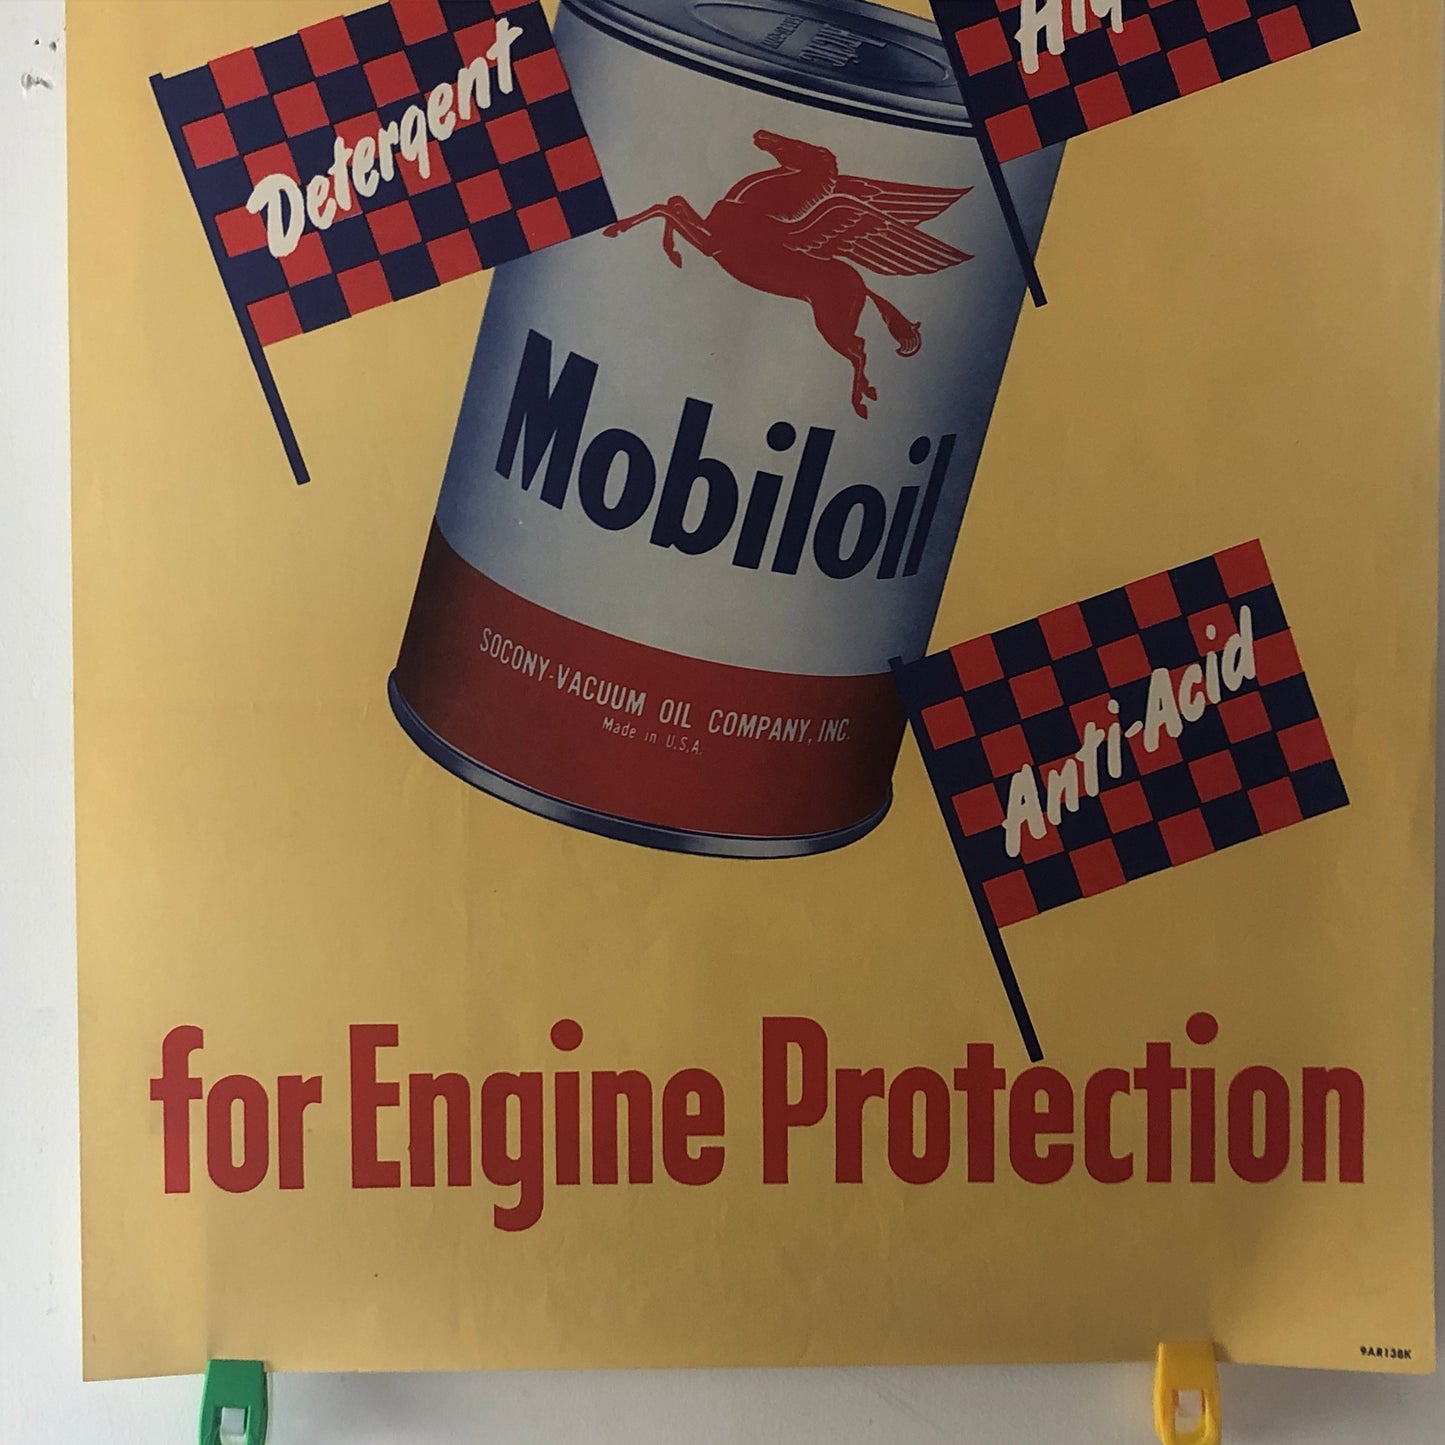 Detergent
Mobiloil
SOCONY-VACUUM OIL COMPANY, INC.
Made in U.S.A.
Anti-Acid
for Engine Protection
9AR138K